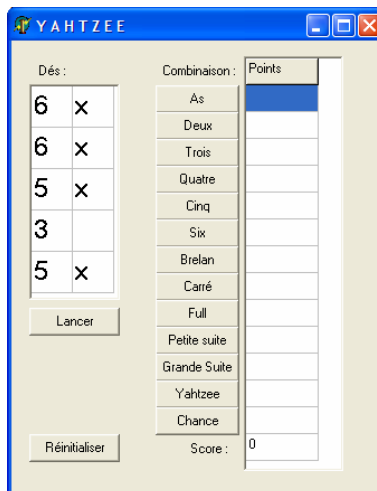 YAHTZEE
Dés :
6 x
6 x
5 x
3
5 x
Lancer
Réinitialiser
Combinaison : Points
As
Deux
Trois
Quatre
Cinq
Six
Brelan
Carré
Full
Petite suite
Grande Suite
Yahtzee
Chance
Score : 0